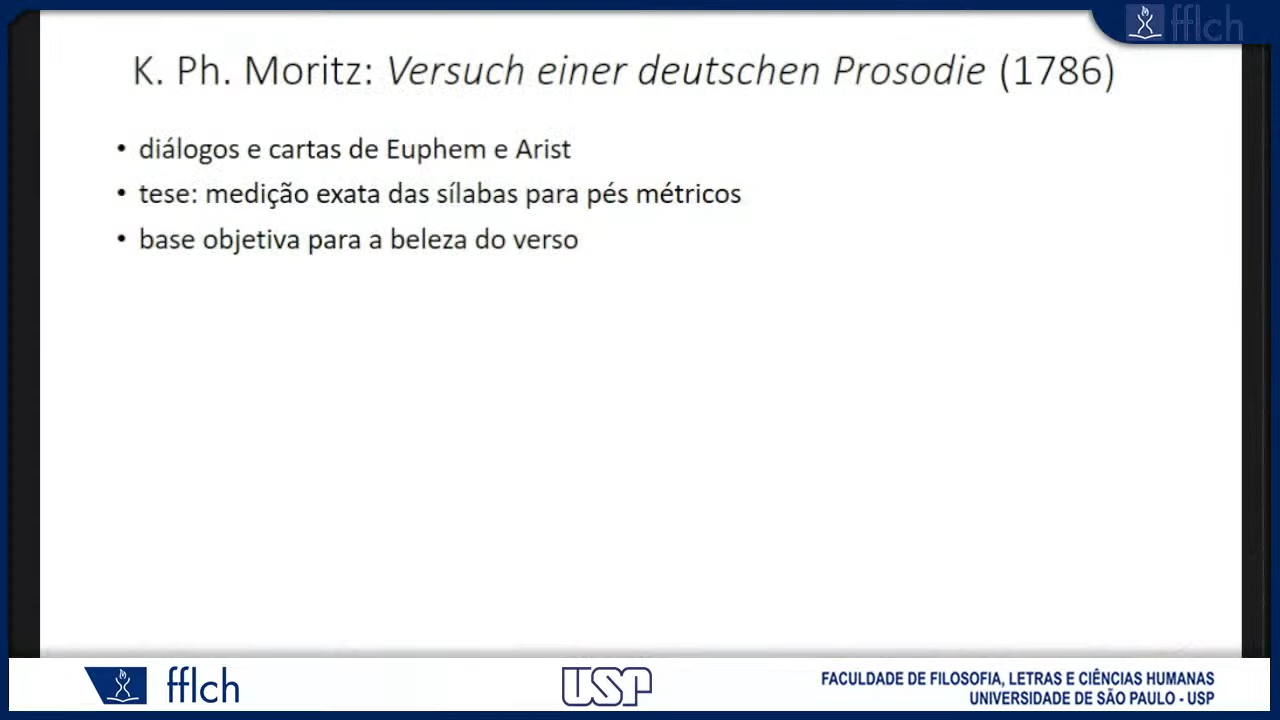 fflch
K. Ph. Moritz: Versuch einer deutschen Prosodie (1786)
• diálogos e cartas de Euphem e Arist
• tese: medição exata das sílabas para pés métricos
• base objetiva para a beleza do verso
fflch
USP
FACULDADE DE FILOSOFIA, LETRAS E CIÊNCIAS HUMANAS
UNIVERSIDADE DE SÃO PAULO - USP